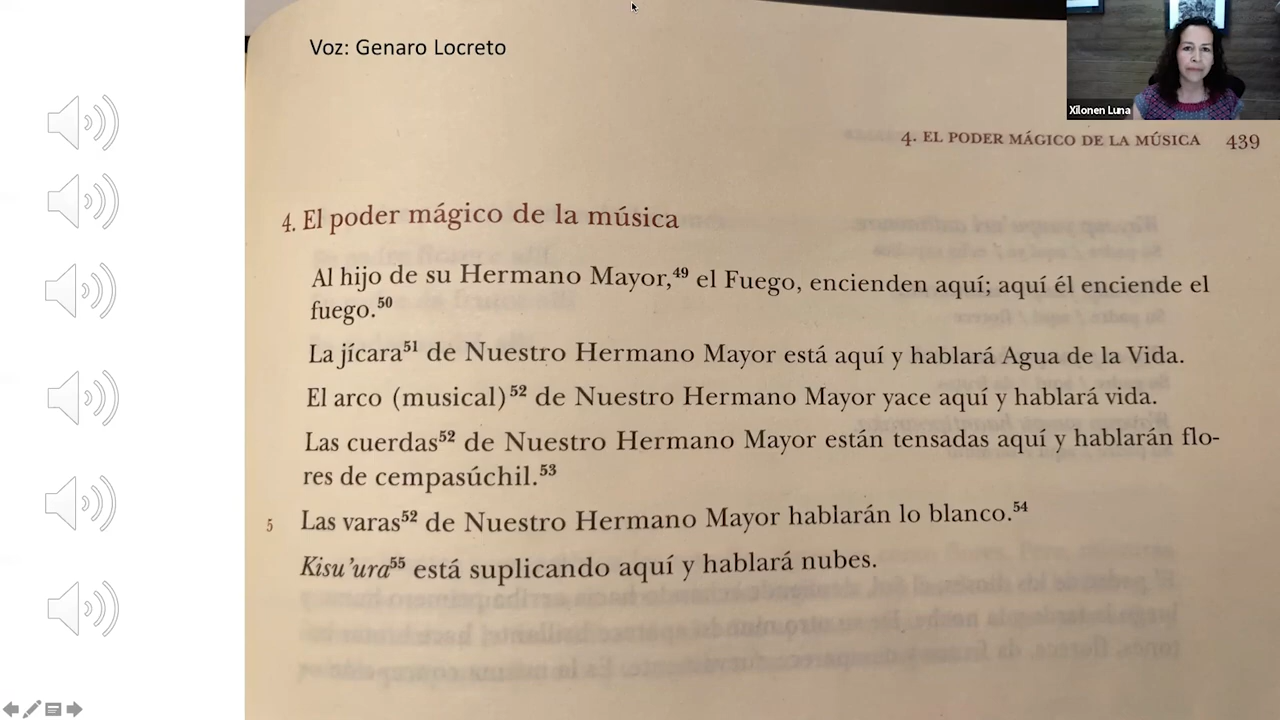 Voz: Genaro Locreto
Xilonen Luna
4. EL PODER MÁGICO DE LA MÚSICA 439
4. El poder mágico de la música
Al hijo de su Hermano Mayor,⁴⁹ el Fuego, encienden aquí; aquí él enciende el
fuego.⁵⁰
La jícara⁵¹ de Nuestro Hermano Mayor está aquí y hablará Agua de la Vida.
El arco (musical)⁵² de Nuestro Hermano Mayor yace aquí y hablará vida.
Las cuerdas⁵² de Nuestro Hermano Mayor están tensadas aquí y hablarán flo-
res de cempasúchil.⁵³
5 Las varas⁵² de Nuestro Hermano Mayor hablarán lo blanco.⁵⁴
Kisu’ura⁵⁵ está suplicando aquí y hablará nubes.